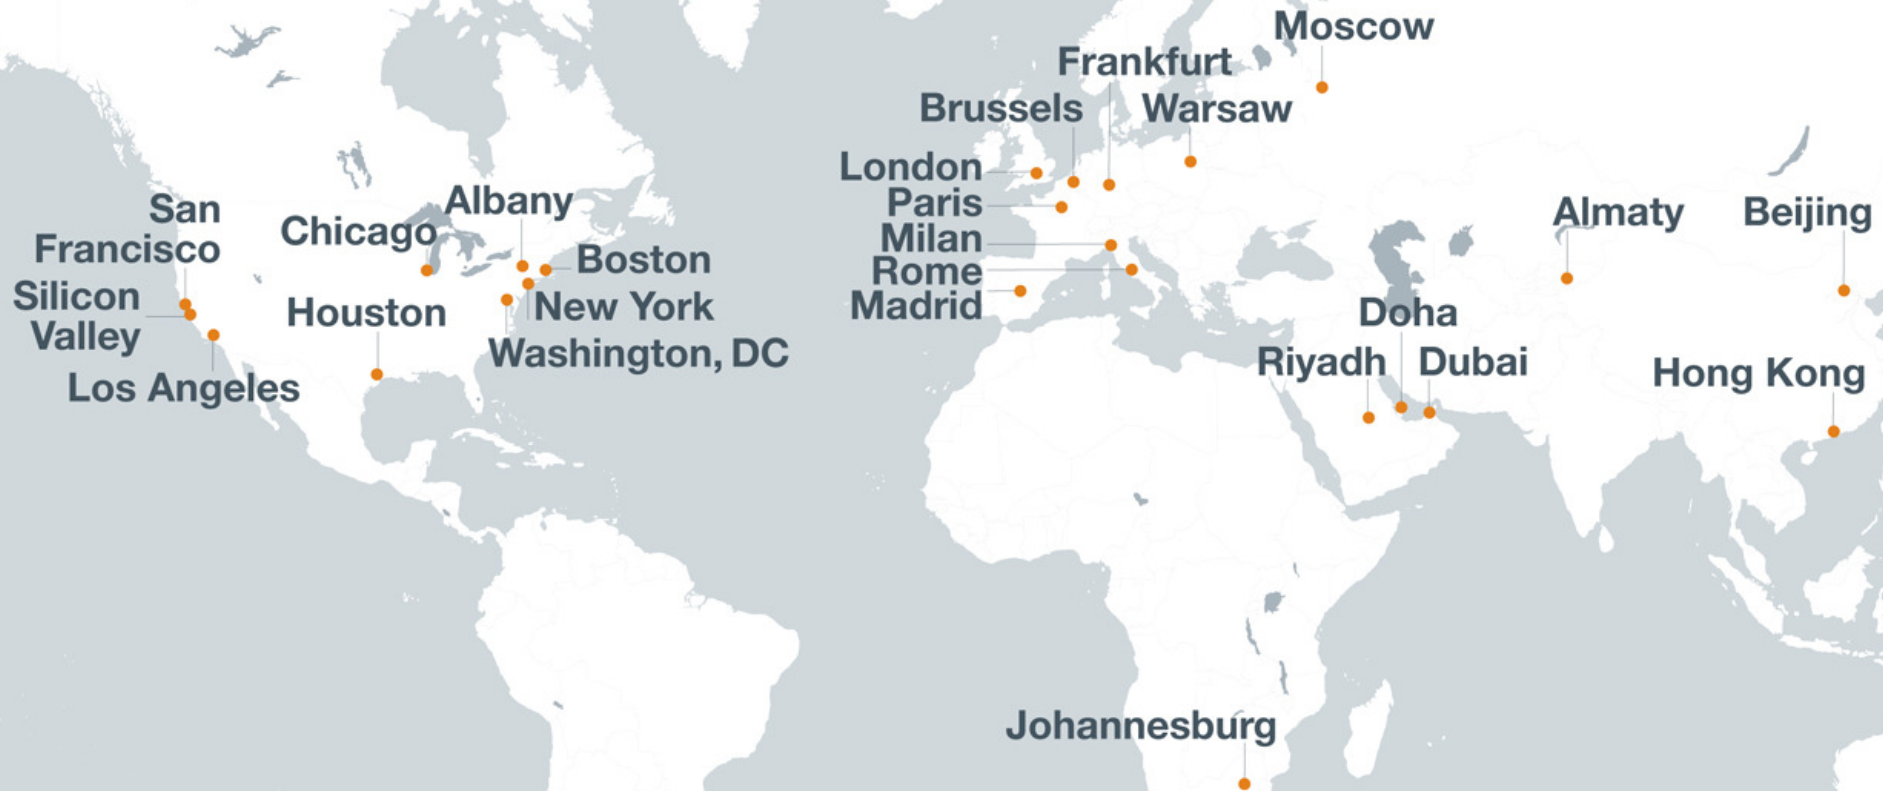 Moscow
Frankfurt
Brussels
Warsaw
London
Paris
Milan
Rome
Madrid
San
Francisco
Silicon
Valley
Los Angeles
Chicago
Houston
Albany
Boston
New York
Washington, DC
Almaty
Beijing
Doha
Riyadh
Dubai
Hong Kong
Johannesburg